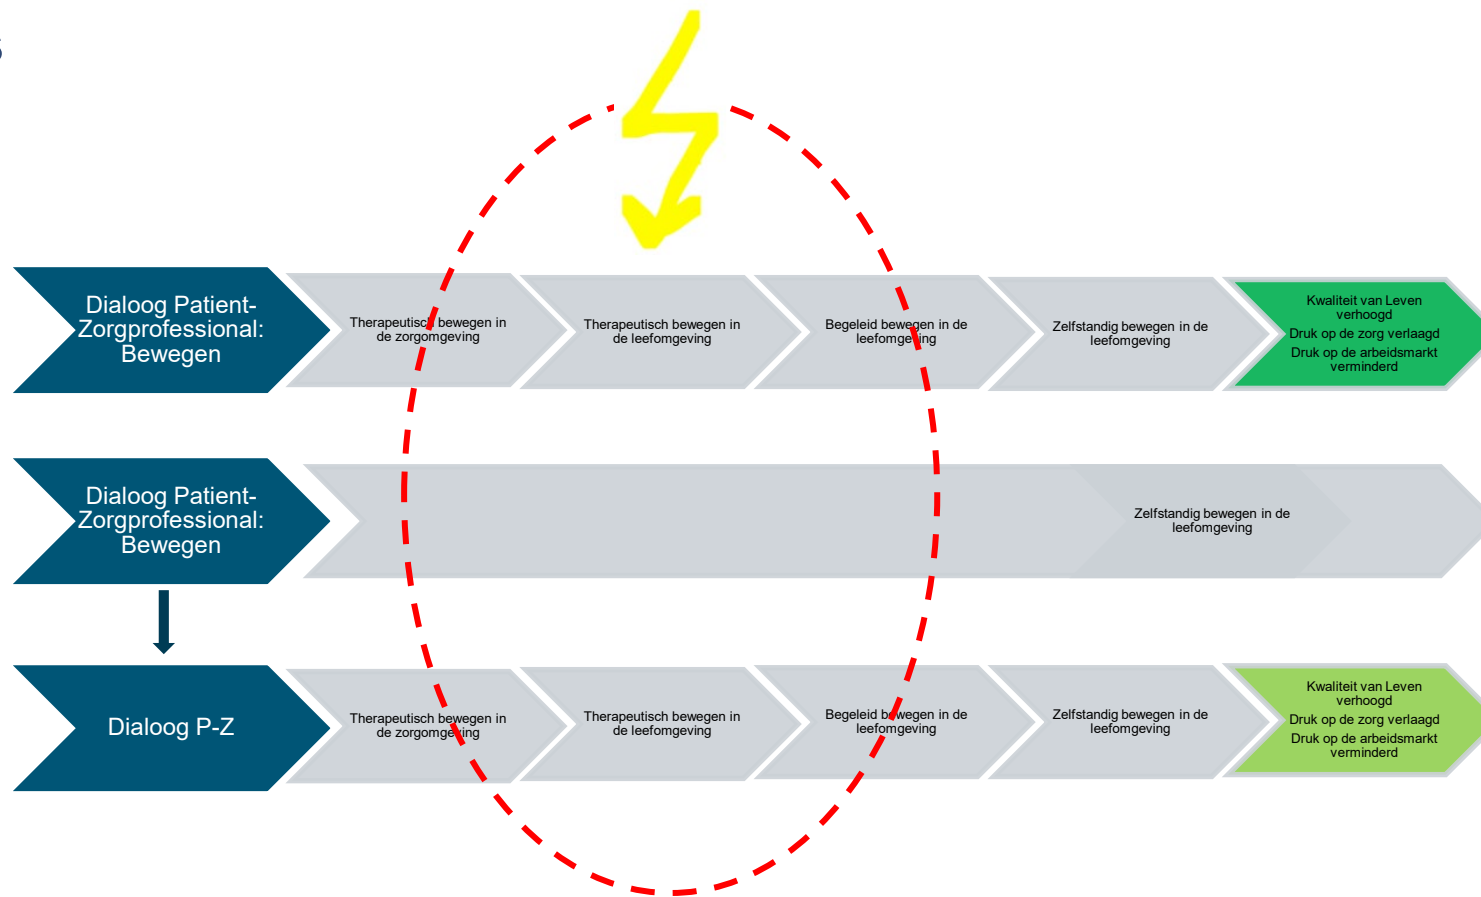 s
Dialoog Patient-
Zorgprofessional:
Bewegen
Therapeutisch bewegen in
de zorgomgeving
Therapeutisch bewegen in
de leefomgeving
Begeleid bewegen in de
leefomgeving
Zelfstandig bewegen in de
leefomgeving
Kwaliteit van Leven
verhoogd
Druk op de zorg verlaagd
Druk op de arbeidsmarkt
verminderd
Dialoog Patient-
Zorgprofessional:
Bewegen
Zelfstandig bewegen in de
leefomgeving
Dialoog P-Z
Therapeutisch bewegen in
de zorgomgeving
Therapeutisch bewegen in
de leefomgeving
Begeleid bewegen in de
leefomgeving
Zelfstandig bewegen in de
leefomgeving
Kwaliteit van Leven
verhoogd
Druk op de zorg verlaagd
Druk op de arbeidsmarkt
verminderd